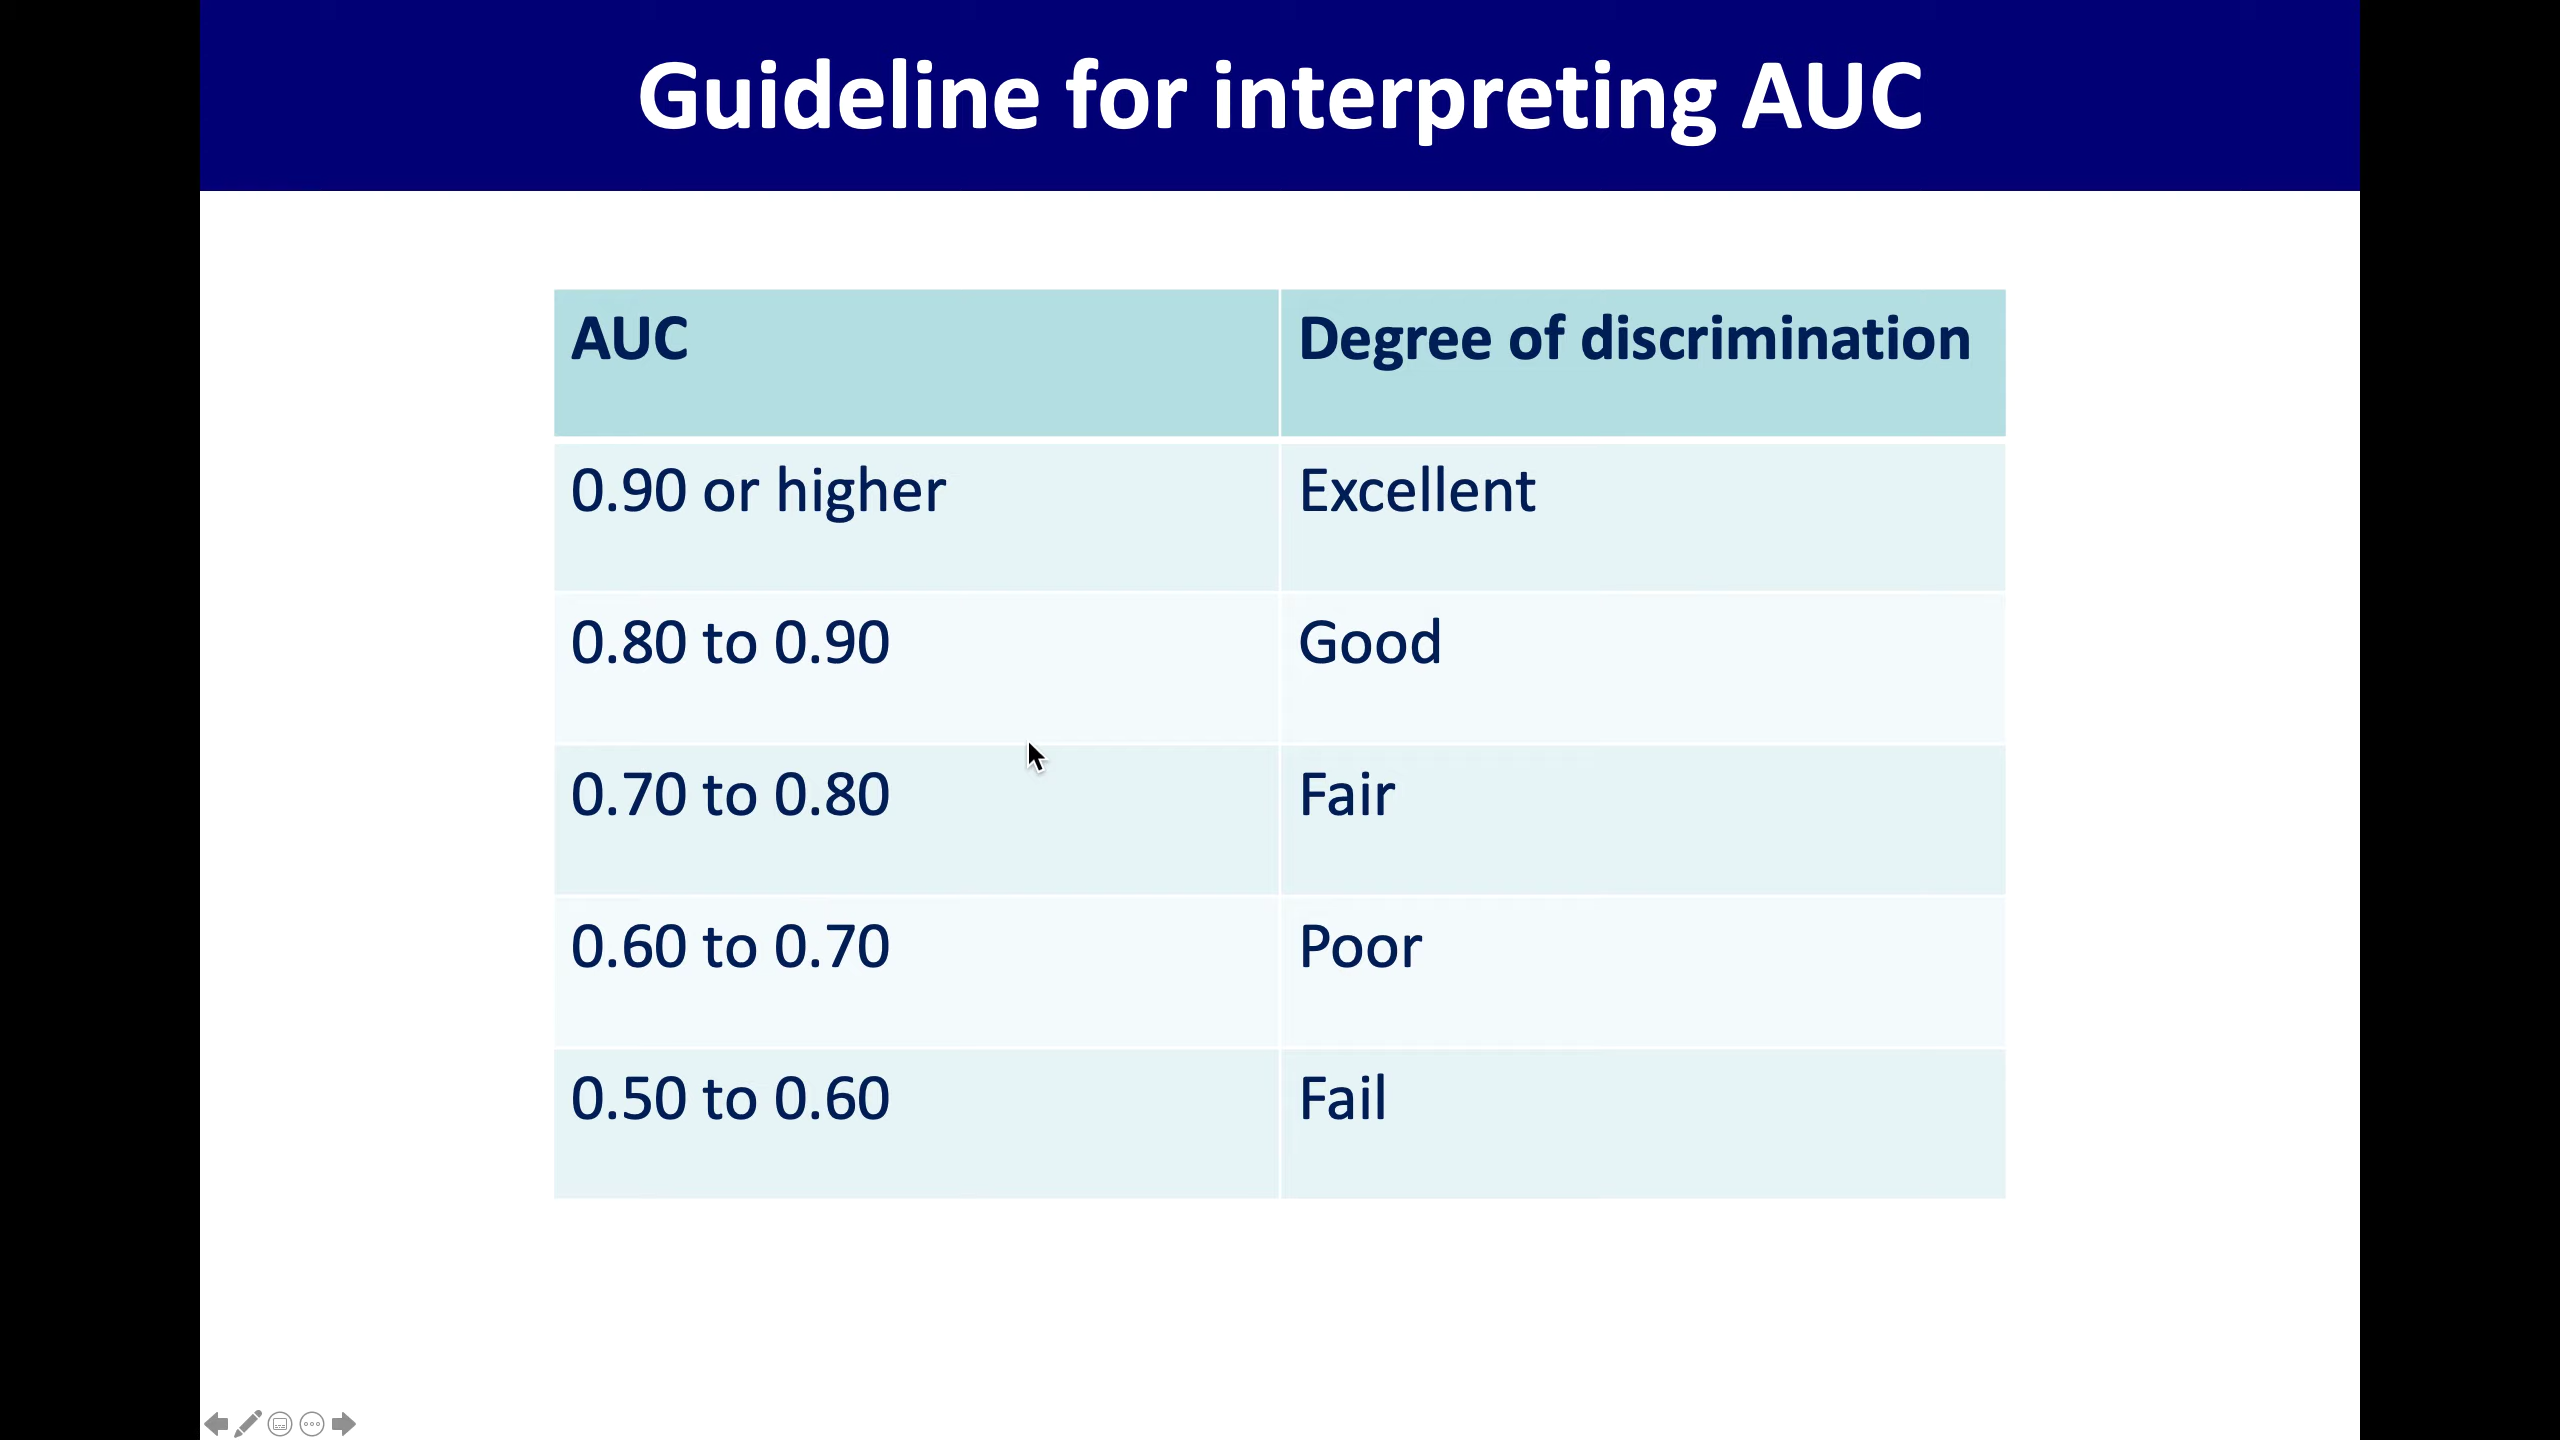 Guideline for interpreting AUC
AUC Degree of discrimination
0.90 or higher Excellent
0.80 to 0.90 Good
0.70 to 0.80 Fair
0.60 to 0.70 Poor
0.50 to 0.60 Fail